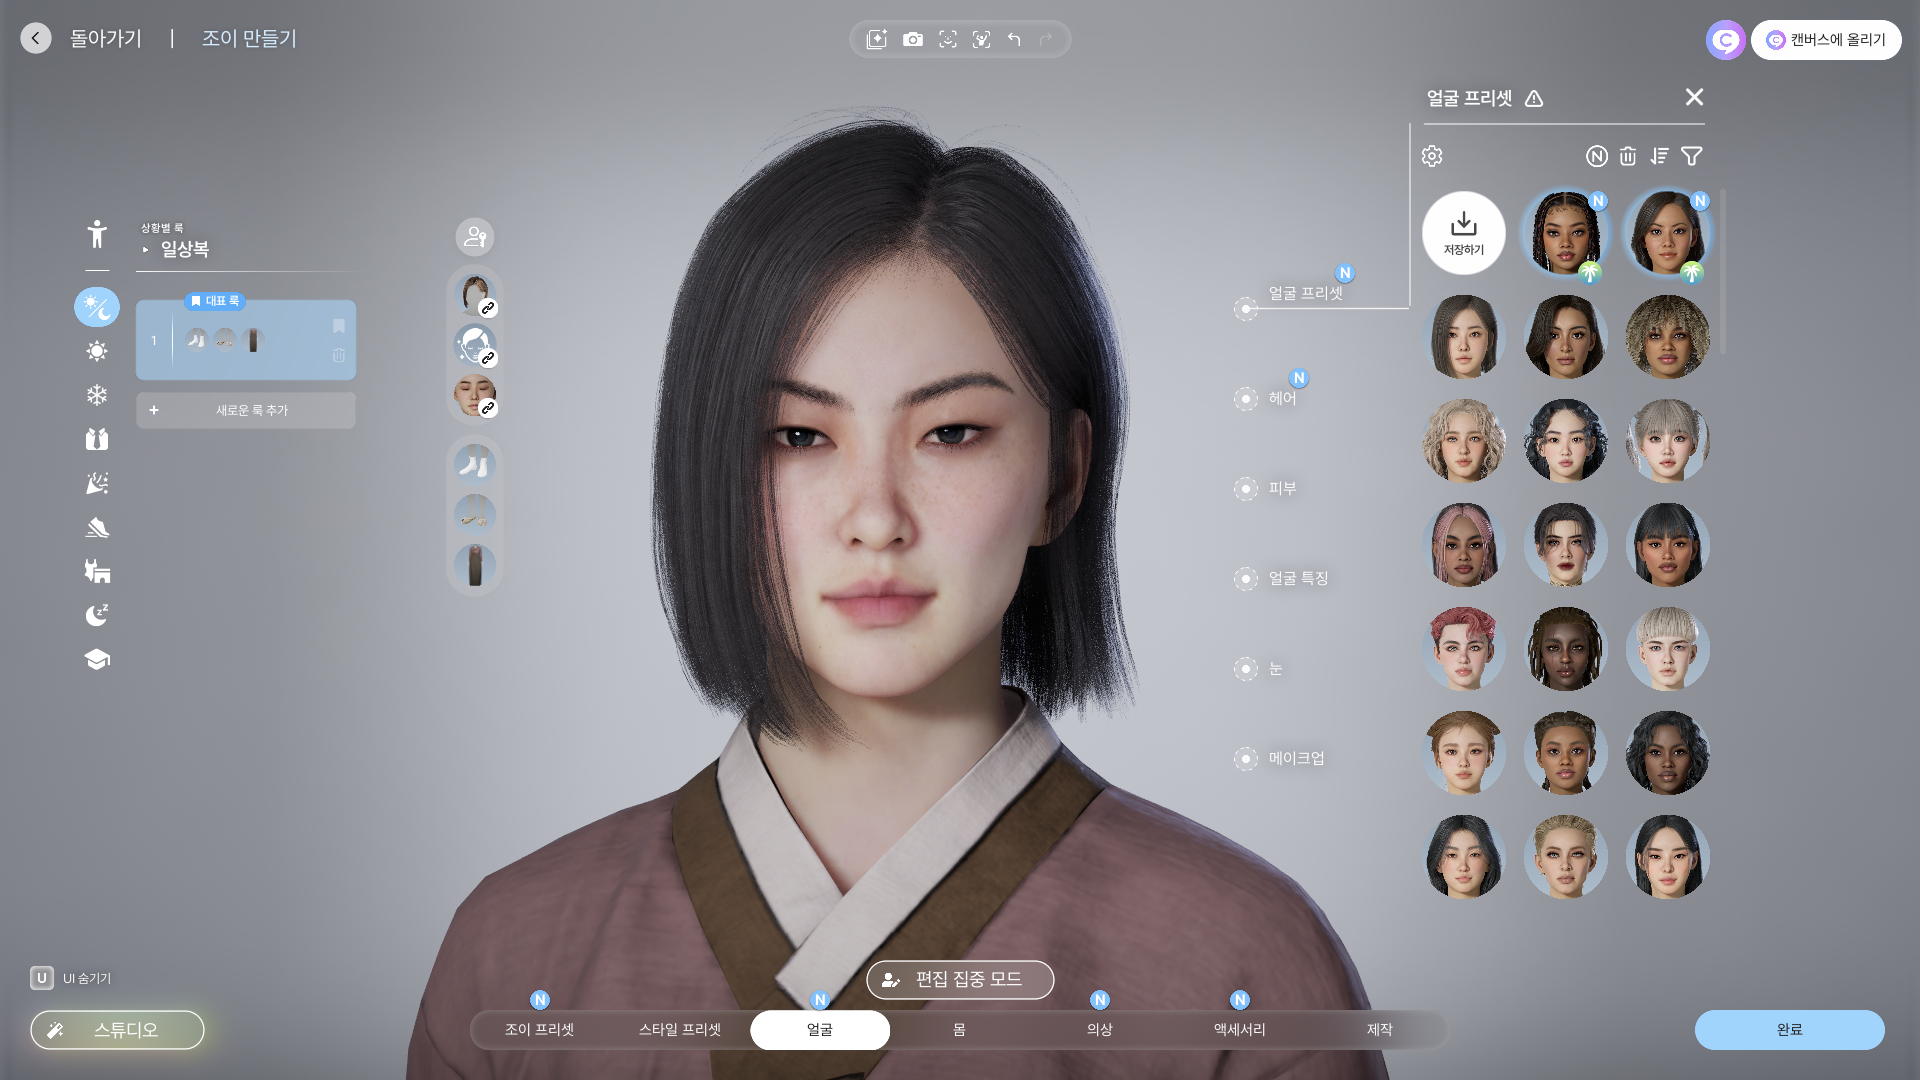 돌아가기 | 조이 만들기
C
C 캔버스에 올리기
얼굴 프리셋
N
저장하기
N
N
상황별 룩
일상복
대표 룩
1
+ 새로운 룩 추가
N
얼굴 프리셋
N
헤어
피부
얼굴 특징
눈
메이크업
U UI 숨기기
스튜디오
편집 집중 모드
N
N
N
N
조이 프리셋
스타일 프리셋
얼굴
몸
의상
액세서리
제작
완료